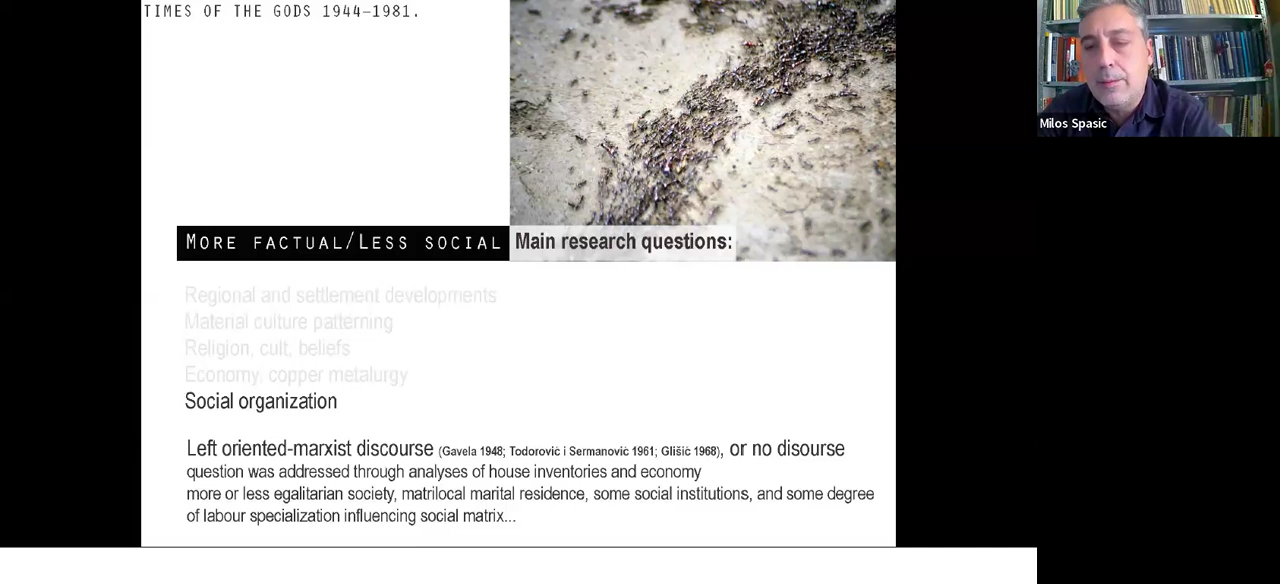 TIMES OF THE GODS 1944–1981.
Milos Spasic
MORE FACTUAL/LESS SOCIAL Main research questions:
Regional and settlement developments
Material culture patterning
Religion, cult, beliefs
Economy, copper metalurgy
Social organization
Left oriented-marxist discourse (Gavela 1948; Todorović i Sermanović 1961; Glišić 1968), or no disourse
question was addressed through analyses of house inventories and economy
more or less egalitarian society, matrilocal marital residence, some social institutions, and some degree
of labour specialization influencing social matrix...